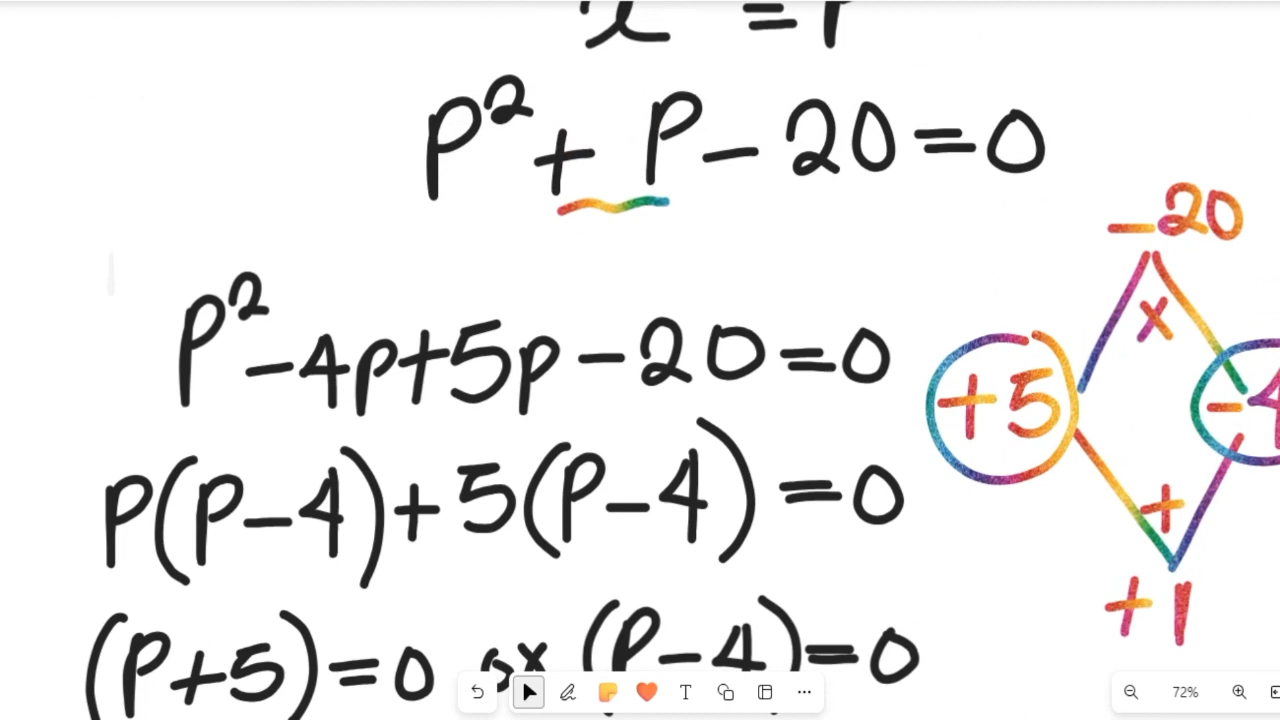 = P
P² + P - 20 = 0
-20
×
P² - 4p + 5p - 20 = 0
+5
-4
P(P - 4) + 5(P - 4) = 0
+
+1
(P + 5) = 0 or (P - 4) = 0
T
72%